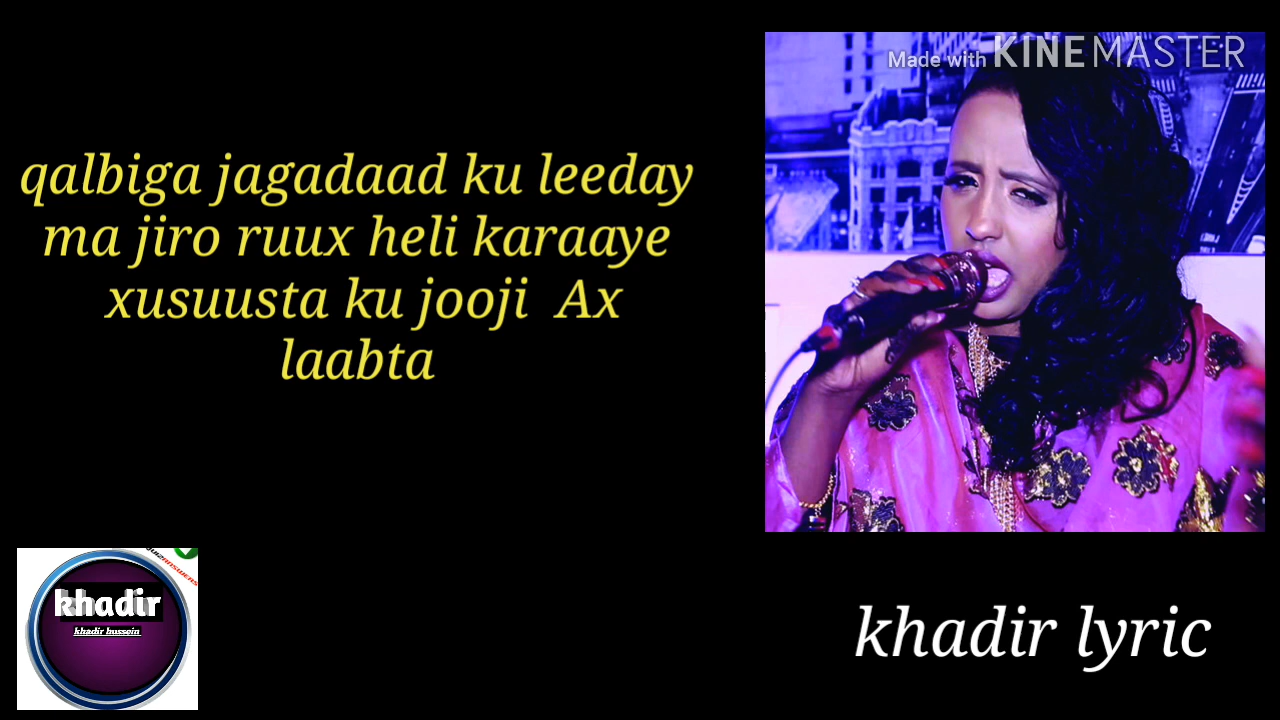 Made with KINEMASTER
qalbiga jagadaad ku leeday
ma jiro ruux heli karaaye
xusuusta ku jooji Ax
laabta
khadir
khadir hussein
khadir lyric